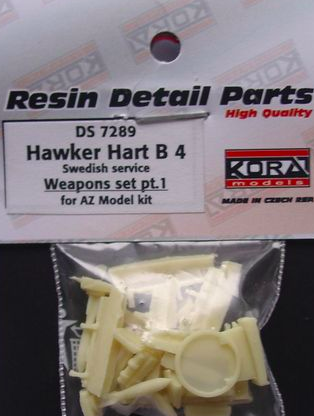 Resin Detail Parts
High Quality
DS 7289
Hawker Hart B 4
Swedish service
Weapons set pt.1
for AZ Model kit
KORA
models
MADE IN CZECH REP